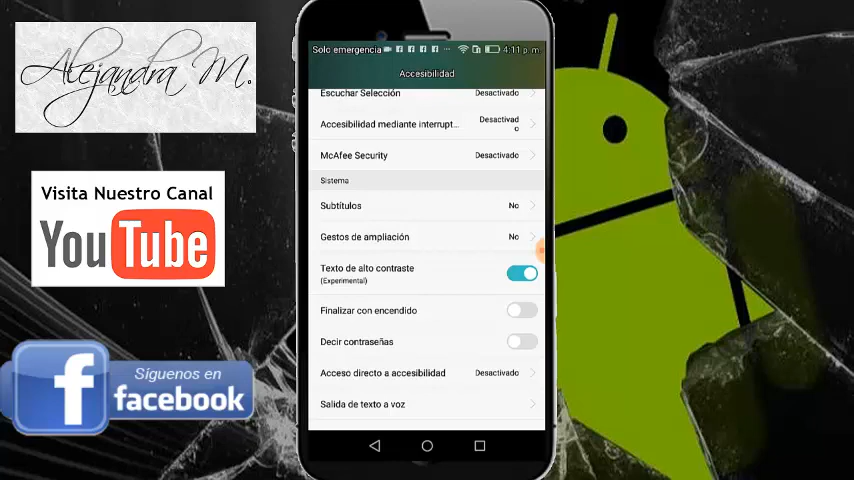 Alejandra M.
Visita Nuestro Canal
YouTube
Síguenos en
facebook
Solo emergencia 4:11 p. m.
Accesibilidad
Escuchar Selección Desactivado
Accesibilidad mediante interrupt... Desactivad
o
McAfee Security Desactivado
Sistema
Subtítulos No
Gestos de ampliación No
Texto de alto contraste
(Experimental)
Finalizar con encendido
Decir contraseñas
Acceso directo a accesibilidad Desactivado
Salida de texto a voz